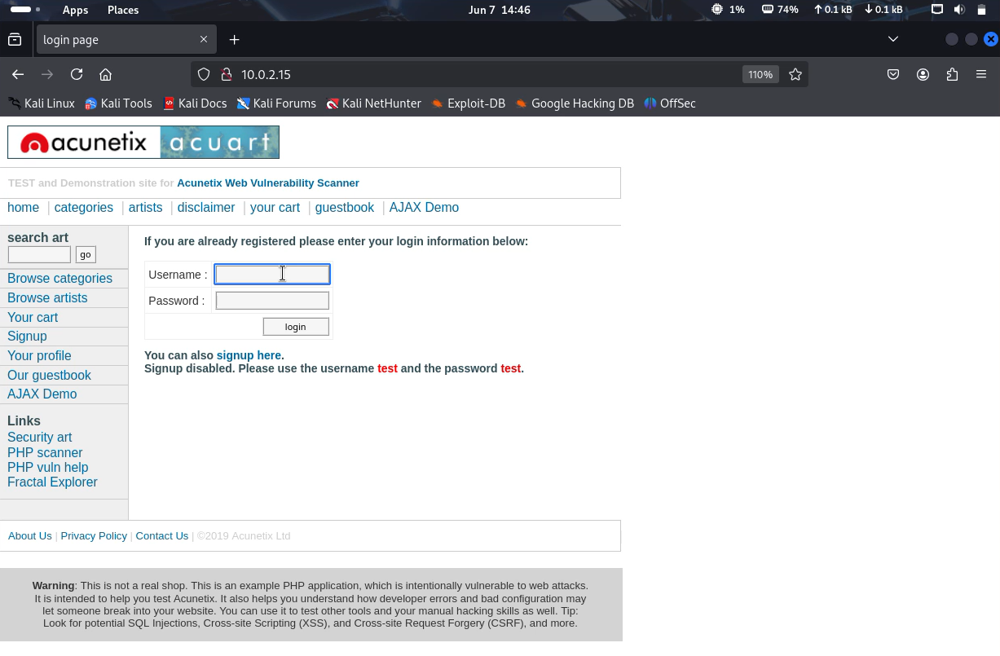 Apps Places Jun 7 14:46 1% 74% 0.1 kB 0.1 kB
login page
10.0.2.15 110%
Kali Linux Kali Tools Kali Docs Kali Forums Kali NetHunter Exploit-DB Google Hacking DB OffSec
acunetix acuart
TEST and Demonstration site for Acunetix Web Vulnerability Scanner
home | categories | artists | disclaimer | your cart | guestbook | AJAX Demo
search art
go
Browse categories
Browse artists
Your cart
Signup
Your profile
Our guestbook
AJAX Demo
Links
Security art
PHP scanner
PHP vuln help
Fractal Explorer
If you are already registered please enter your login information below:
Username :
Password :
login
You can also signup here.
Signup disabled. Please use the username test and the password test.
About Us | Privacy Policy | Contact Us | ©2019 Acunetix Ltd
Warning: This is not a real shop. This is an example PHP application, which is intentionally vulnerable to web attacks.
It is intended to help you test Acunetix. It also helps you understand how developer errors and bad configuration may
let someone break into your website. You can use it to test other tools and your manual hacking skills as well. Tip:
Look for potential SQL Injections, Cross-site Scripting (XSS), and Cross-site Request Forgery (CSRF), and more.